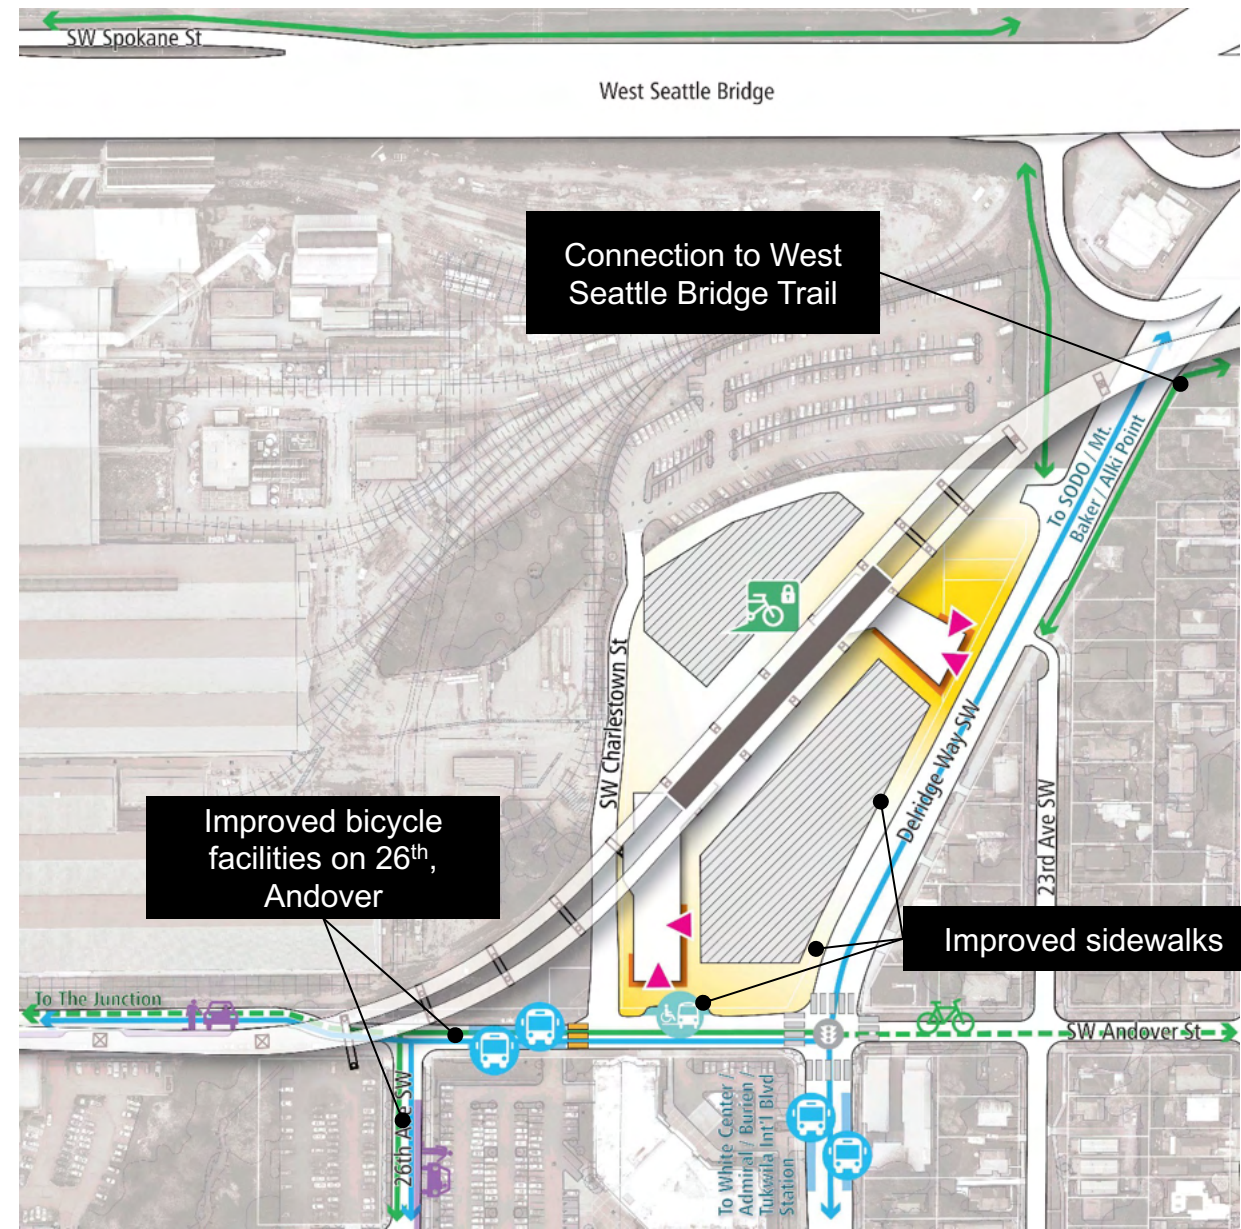 SW Spokane St
West Seattle Bridge
Connection to West
Seattle Bridge Trail
To SODO / Mt.
Baker / Alki Point
SW Charlestown St
Delridge Way SW
23rd Ave SW
Improved bicycle
facilities on 26th,
Andover
Improved sidewalks
To The Junction
SW Andover St
26th Ave SW
To White Center /
Admiral / Burien /
Tukwila Int'l Blvd
Station